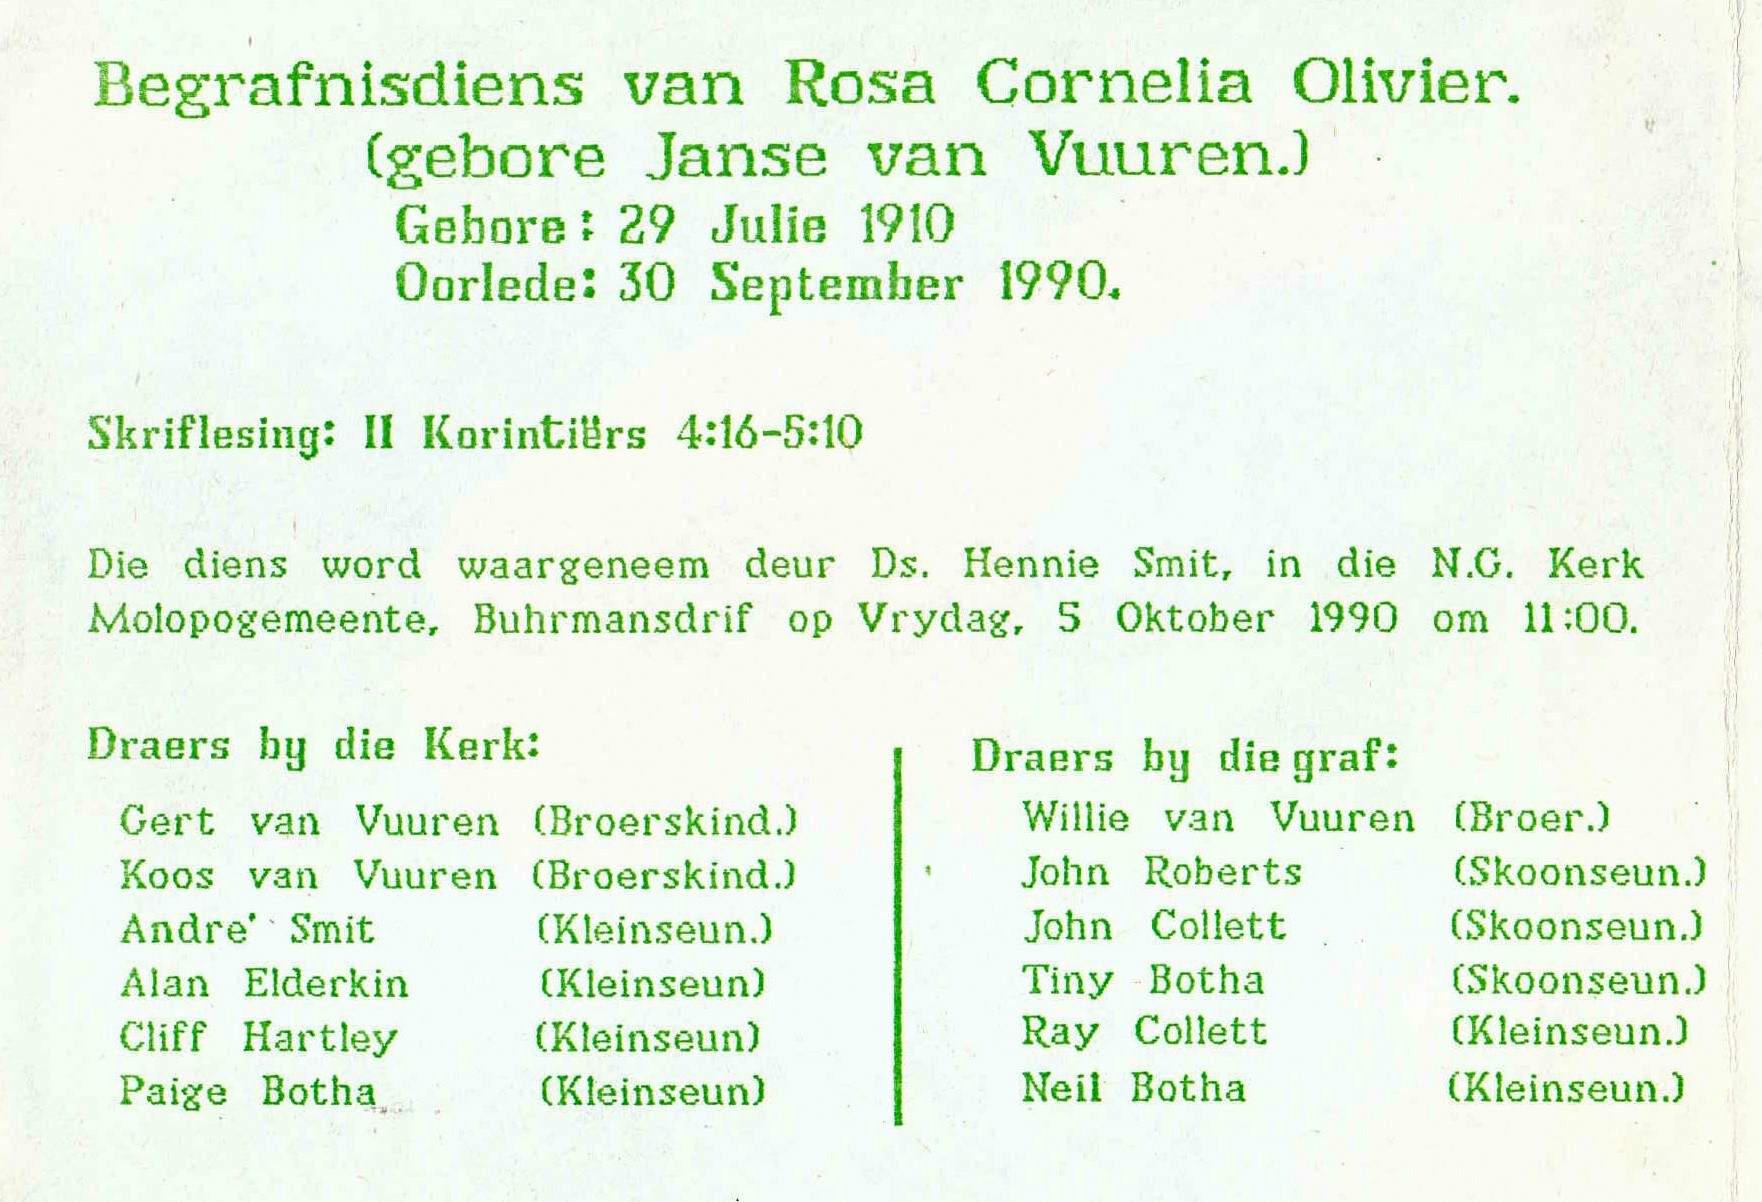 Begrafnisdiens van Rosa Cornelia Olivier.
(gebore Janse van Vuuren.)
Gebore: 29 Julie 1910
Oorlede: 30 September 1990.
Skriflesing: II Korintiërs 4:16-5:10
Die diens word waargeneem deur Ds. Hennie Smit, in die N.G. Kerk
Molopogemeente, Buhrmansdrif op Vrydag, 5 Oktober 1990 om 11:00.
Draers by die Kerk:
Gert van Vuuren (Broerskind.)
Koos van Vuuren (Broerskind.)
Andre' Smit (Kleinseun.)
Alan Elderkin (Kleinseun)
Cliff Hartley (Kleinseun)
Paige Botha (Kleinseun)
Draers by die graf:
Willie van Vuuren (Broer.)
John Roberts (Skoonseun.)
John Collett (Skoonseun.)
Tiny Botha (Skoonseun.)
Ray Collett (Kleinseun.)
Neil Botha (Kleinseun.)